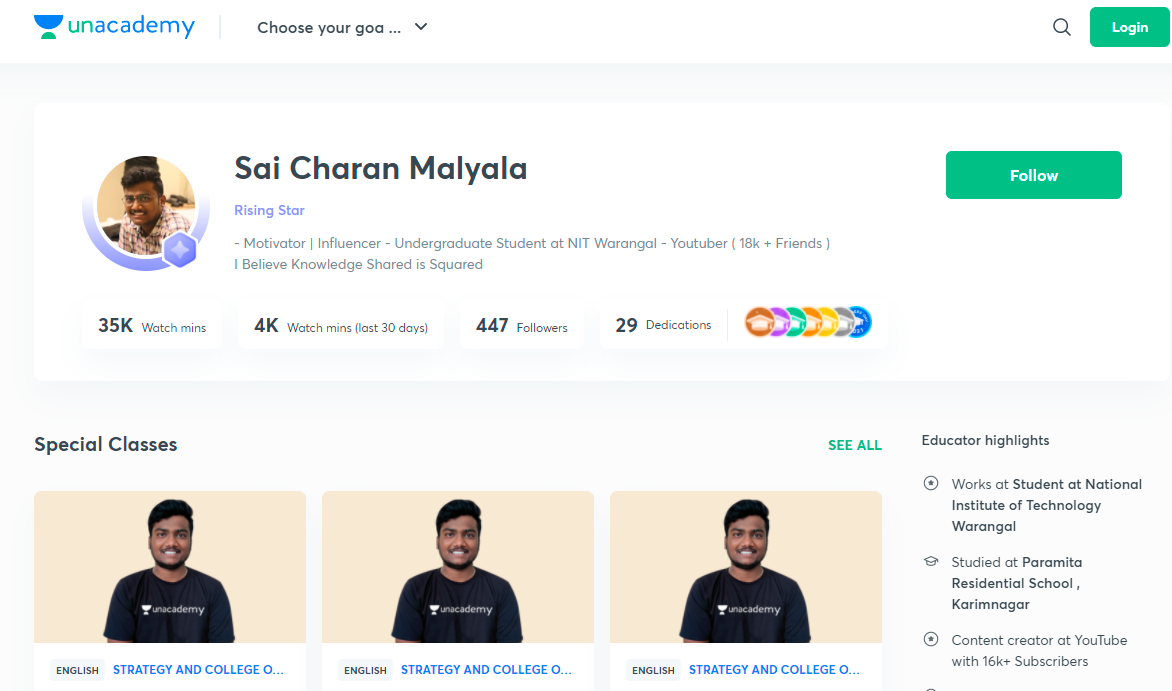 unacademy
Choose your goa ...
Login
Sai Charan Malyala
Follow
Rising Star
- Motivator | Influencer - Undergraduate Student at NIT Warangal - Youtuber ( 18k + Friends )
I Believe Knowledge Shared is Squared
35K Watch mins
4K Watch mins (last 30 days)
447 Followers
29 Dedications
Special Classes
SEE ALL
unacademy
unacademy
unacademy
ENGLISH STRATEGY AND COLLEGE O...
ENGLISH STRATEGY AND COLLEGE O...
ENGLISH STRATEGY AND COLLEGE O...
Educator highlights
Works at Student at National
Institute of Technology
Warangal
Studied at Paramita
Residential School ,
Karimnagar
Content creator at YouTube
with 16k+ Subscribers